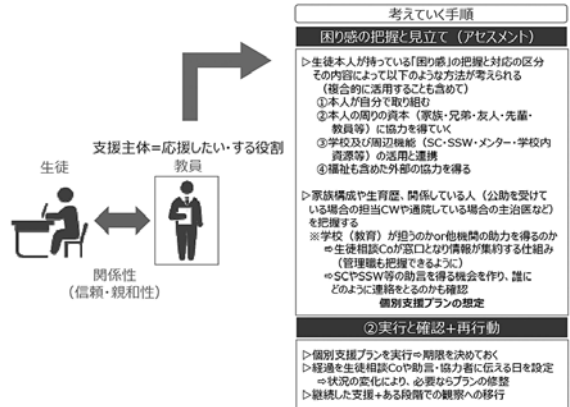 考えていく手順
困り感の把握と見立て（アセスメント）
▷生徒本人が持っている「困り感」の把握と対応の区分
その内容によって以下のような方法が考えられる
（複合的に活用することも含めて）
①本人が自分で取り組む
②本人の周りの資本（家族・兄弟・友人・先輩・
教員等）に協力を得ていく
③学校及び周辺機能（SC・SSW・メンター・学校内
資源等）の活用と連携
④福祉も含めた外部の協力を得る
▷家族構成や生育歴、関係している人（公助を受けて
いる場合の担当CWや通院している場合の主治医など）
を把握する
※学校（教育）が担うのかor他機関の助力を得るのか
⇨生徒相談Coが窓口となり情報が集約する仕組み
（管理職も把握できるように）
⇨SCやSSW等の助言を得る機会を作り、誰に
どのように連絡をとるのかも確認
個別支援プランの想定
②実行と確認+再行動
▷個別支援プランを実行⇨期限を決めておく
▷経過を生徒相談Coや助言・協力者に伝える日を設定
⇨状況の変化により、必要ならプランの修整
▷継続した支援+ある段階での観察への移行
支援主体=応援したい・する役割
生徒
教員
関係性
（信頼・親和性）